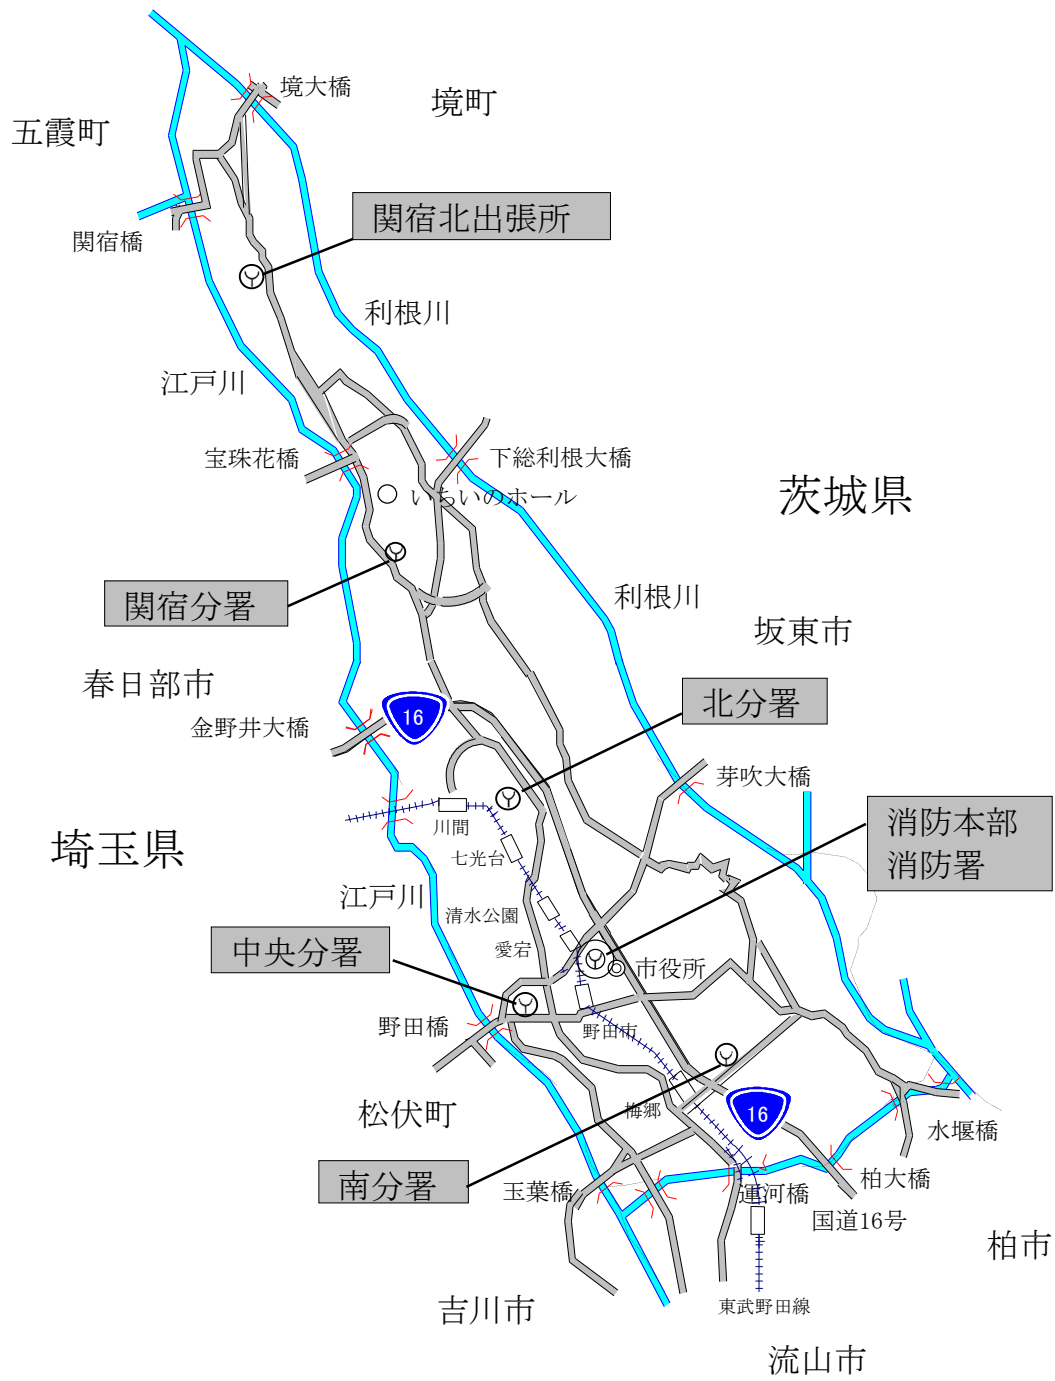 境大橋
境町
五霞町
関宿北出張所
関宿橋
利根川
江戸川
宝珠花橋
下総利根大橋
いちいのホール
茨城県
関宿分署
利根川
坂東市
春日部市
北分署
16
金野井大橋
芽吹大橋
川間
消防本部
消防署
埼玉県
七光台
江戸川
清水公園
中央分署
愛宕
市役所
野田橋
野田市
松伏町
梅郷
16
水堰橋
南分署
玉葉橋
運河橋
柏大橋
国道16号
柏市
吉川市
東武野田線
流山市